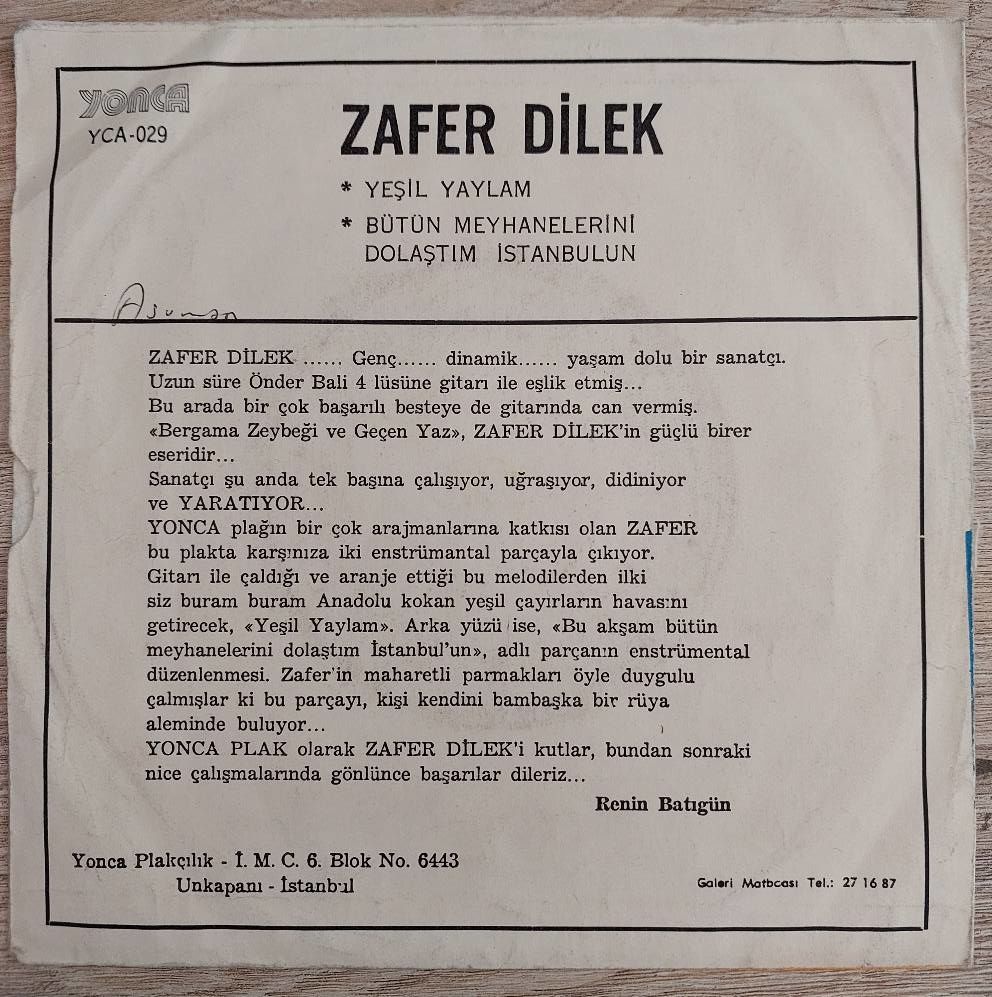 YONCA
YCA-029
ZAFER DİLEK
* YEŞİL YAYLAM
* BÜTÜN MEYHANELERİNİ
DOLAŞTIM İSTANBULUN
Asuman
ZAFER DİLEK ...... Genç...... dinamik...... yaşam dolu bir sanatçı.
Uzun süre Önder Bali 4 lüsüne gitarı ile eşlik etmiş...
Bu arada bir çok başarılı besteye de gitarında can vermiş.
«Bergama Zeybeği ve Geçen Yaz», ZAFER DİLEK'in güçlü birer
eseridir...
Sanatçı şu anda tek başına çalışıyor, uğraşıyor, didiniyor
ve YARATIYOR...
YONCA plağın bir çok arajmanlarına katkısı olan ZAFER
bu plakta karşınıza iki enstrümantal parçayla çıkıyor.
Gitarı ile çaldığı ve aranje ettiği bu melodilerden ilki
siz buram buram Anadolu kokan yeşil çayırların havasını
getirecek, «Yeşil Yaylam». Arka yüzü ise, «Bu akşam bütün
meyhanelerini dolaştım İstanbul'un», adlı parçanın enstrümental
düzenlenmesi. Zafer'in maharetli parmakları öyle duygulu
çalmışlar ki bu parçayı, kişi kendini bambaşka bir rüya
aleminde buluyor...
YONCA PLAK olarak ZAFER DİLEK'i kutlar, bundan sonraki
nice çalışmalarında gönlünce başarılar dileriz...
Renin Batıgün
Yonca Plakçılık - İ. M. C. 6. Blok No. 6443
Unkapanı - İstanbul
Galeri Matbaası Tel.: 27 16 87